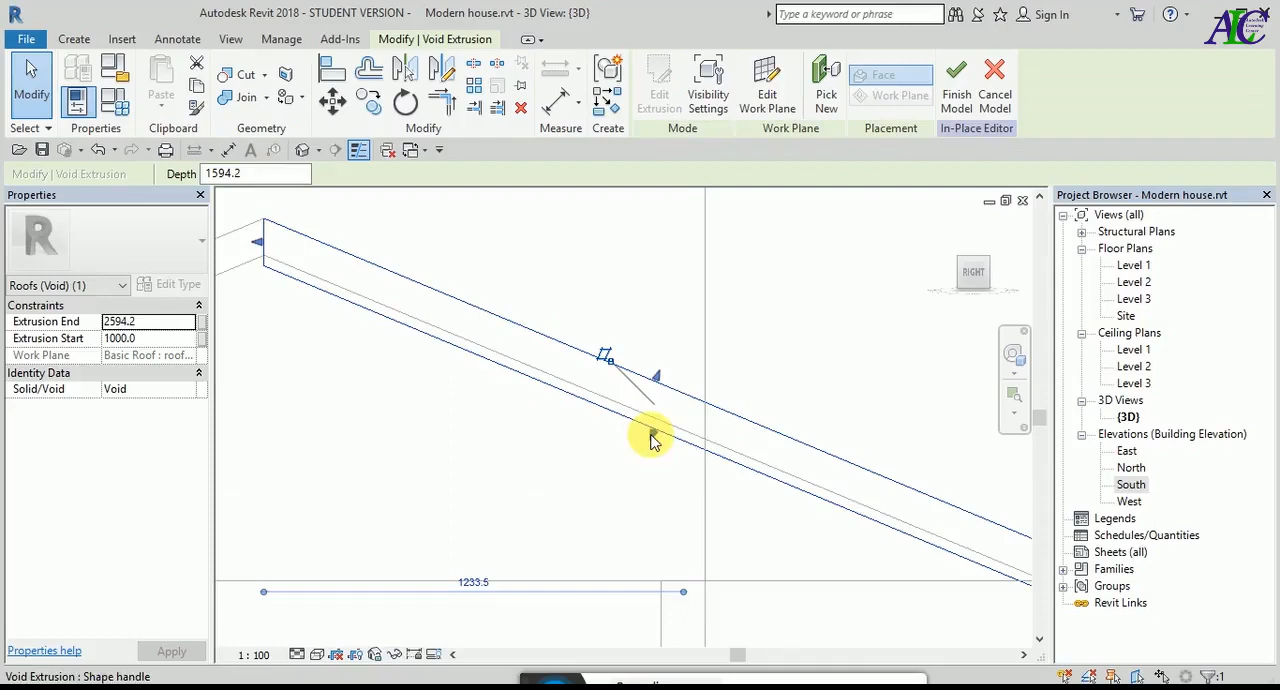 Autodesk Revit 2018 - STUDENT VERSION - Modern house.rvt - 3D View: {3D}
Type a keyword or phrase
Sign In
ALC
File Create Insert Annotate View Manage Add-Ins Modify | Void Extrusion
Modify
Paste
Cut
Join
Edit Extrusion
Visibility Settings
Edit Work Plane
Pick New
Face
Work Plane
Finish Model
Cancel Model
Select Properties Clipboard Geometry Modify Measure Create Mode Work Plane Placement In-Place Editor
Modify | Void Extrusion Depth 1594.2
Properties
R
Roofs (Void) (1) Edit Type
Constraints
Extrusion End 2594.2
Extrusion Start 1000.0
Work Plane Basic Roof : roof...
Identity Data
Solid/Void Void
Properties help Apply
RIGHT
1233.5
1 : 100
Project Browser - Modern house.rvt
Views (all)
Structural Plans
Floor Plans
Level 1
Level 2
Level 3
Site
Ceiling Plans
Level 1
Level 2
Level 3
3D Views
{3D}
Elevations (Building Elevation)
East
North
South
West
Legends
Schedules/Quantities
Sheets (all)
Families
Groups
Revit Links
Void Extrusion : Shape handle
:1